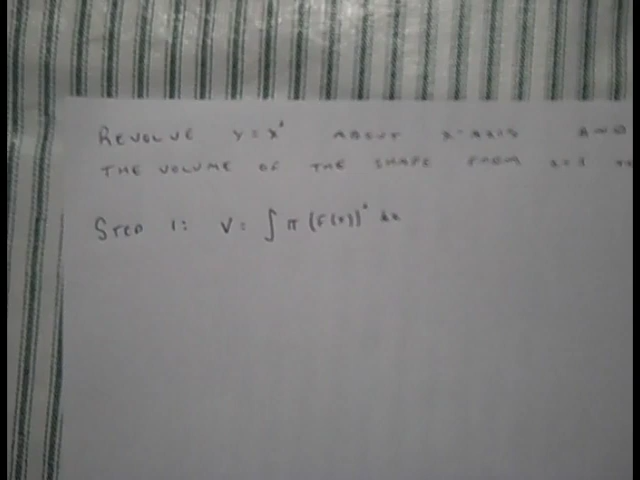 REVOLVE Y = X² ABOUT X-AXIS AND
THE VOLUME OF THE SHAPE FROM X=1
STEP 1: V = ∫ π (F(x))² dx